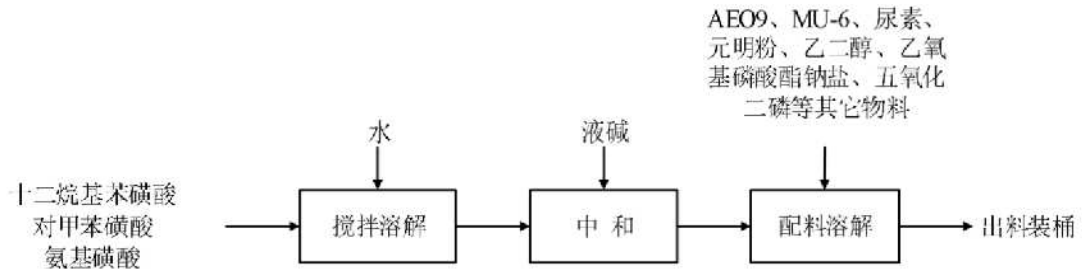 AEO9、MU-6、尿素、
元明粉、乙二醇、乙氧
基磷酸酯钠盐、五氧化
二磷等其它物料
水
液碱
十二烷基苯磺酸
对甲苯磺酸
氨基磺酸
搅拌溶解
中和
配料溶解
出料装桶